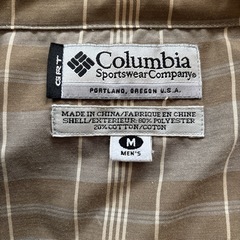 GRT
Columbia
Sportswear Company
PORTLAND, OREGON U.S.A.
MADE IN CHINA/FABRIQUE EN CHINE
SHELL/EXTERIEUR: 80% POLYESTER
20% COTTON/COTON
M
MEN'S